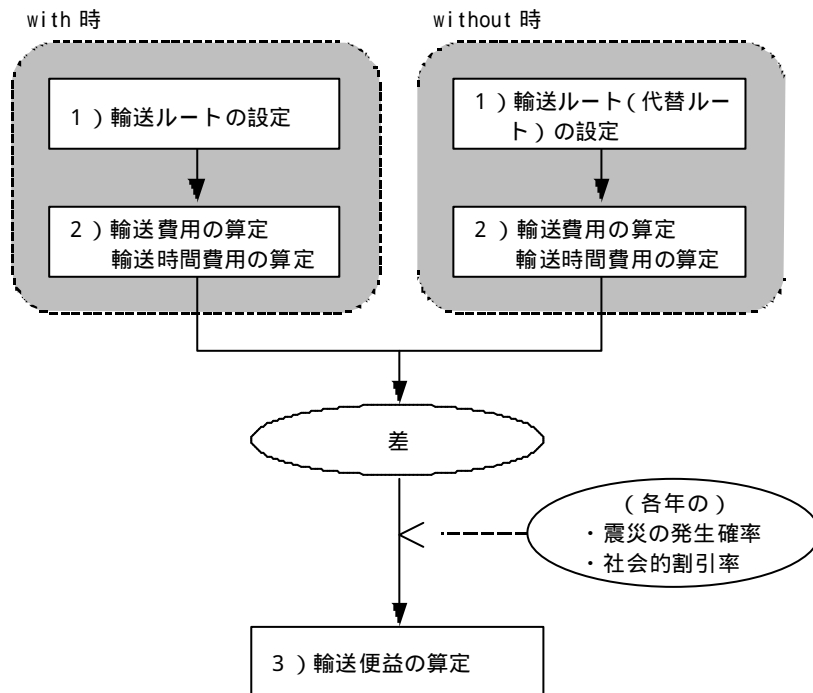 with 時
without 時
1)輸送ルートの設定
1)輸送ルート(代替ルー
ト)の設定
2)輸送費用の算定
輸送時間費用の算定
2)輸送費用の算定
輸送時間費用の算定
差
(各年の)
・震災の発生確率
・社会的割引率
3)輸送便益の算定